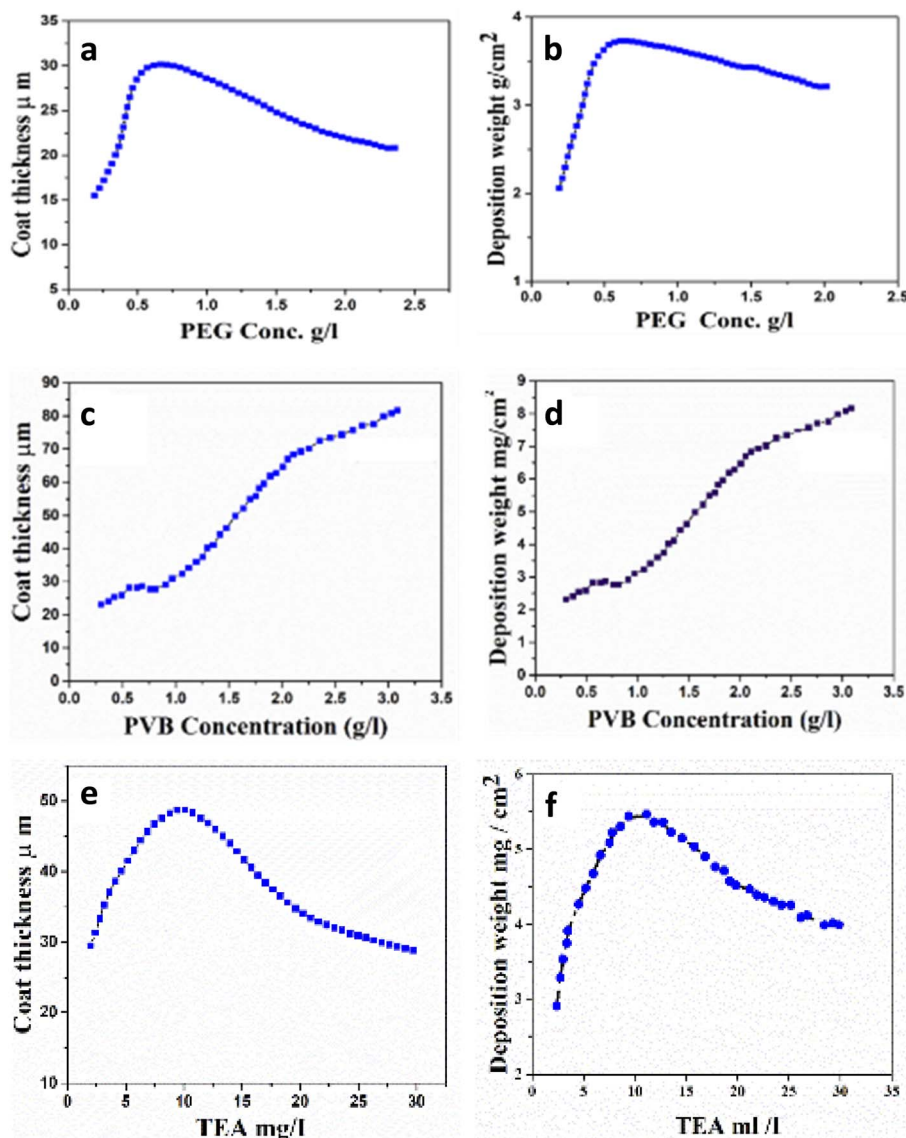 a
Coat thickness μ m
35
30
25
20
15
10
5
0.0 0.5 1.0 1.5 2.0 2.5
PEG Conc. g/l
b
Deposition weight g/cm²
4
3
2
1
0.0 0.5 1.0 1.5 2.0 2.5
PEG Conc. g/l
c
Coat thickness μm
90
80
70
60
50
40
30
20
10
0
0.0 0.5 1.0 1.5 2.0 2.5 3.0 3.5
PVB Concentration (g/l)
d
Deposition weight mg/cm²
9
8
7
6
5
4
3
2
1
0
0.0 0.5 1.0 1.5 2.0 2.5 3.0 3.5
PVB Concentration (g/l)
e
Coat thickness μ m
50
40
30
20
10
0 5 10 15 20 25 30
TEA mg/l
f
Deposition weight mg / cm²
6
5
4
3
2
0 5 10 15 20 25 30 35
TEA ml /l